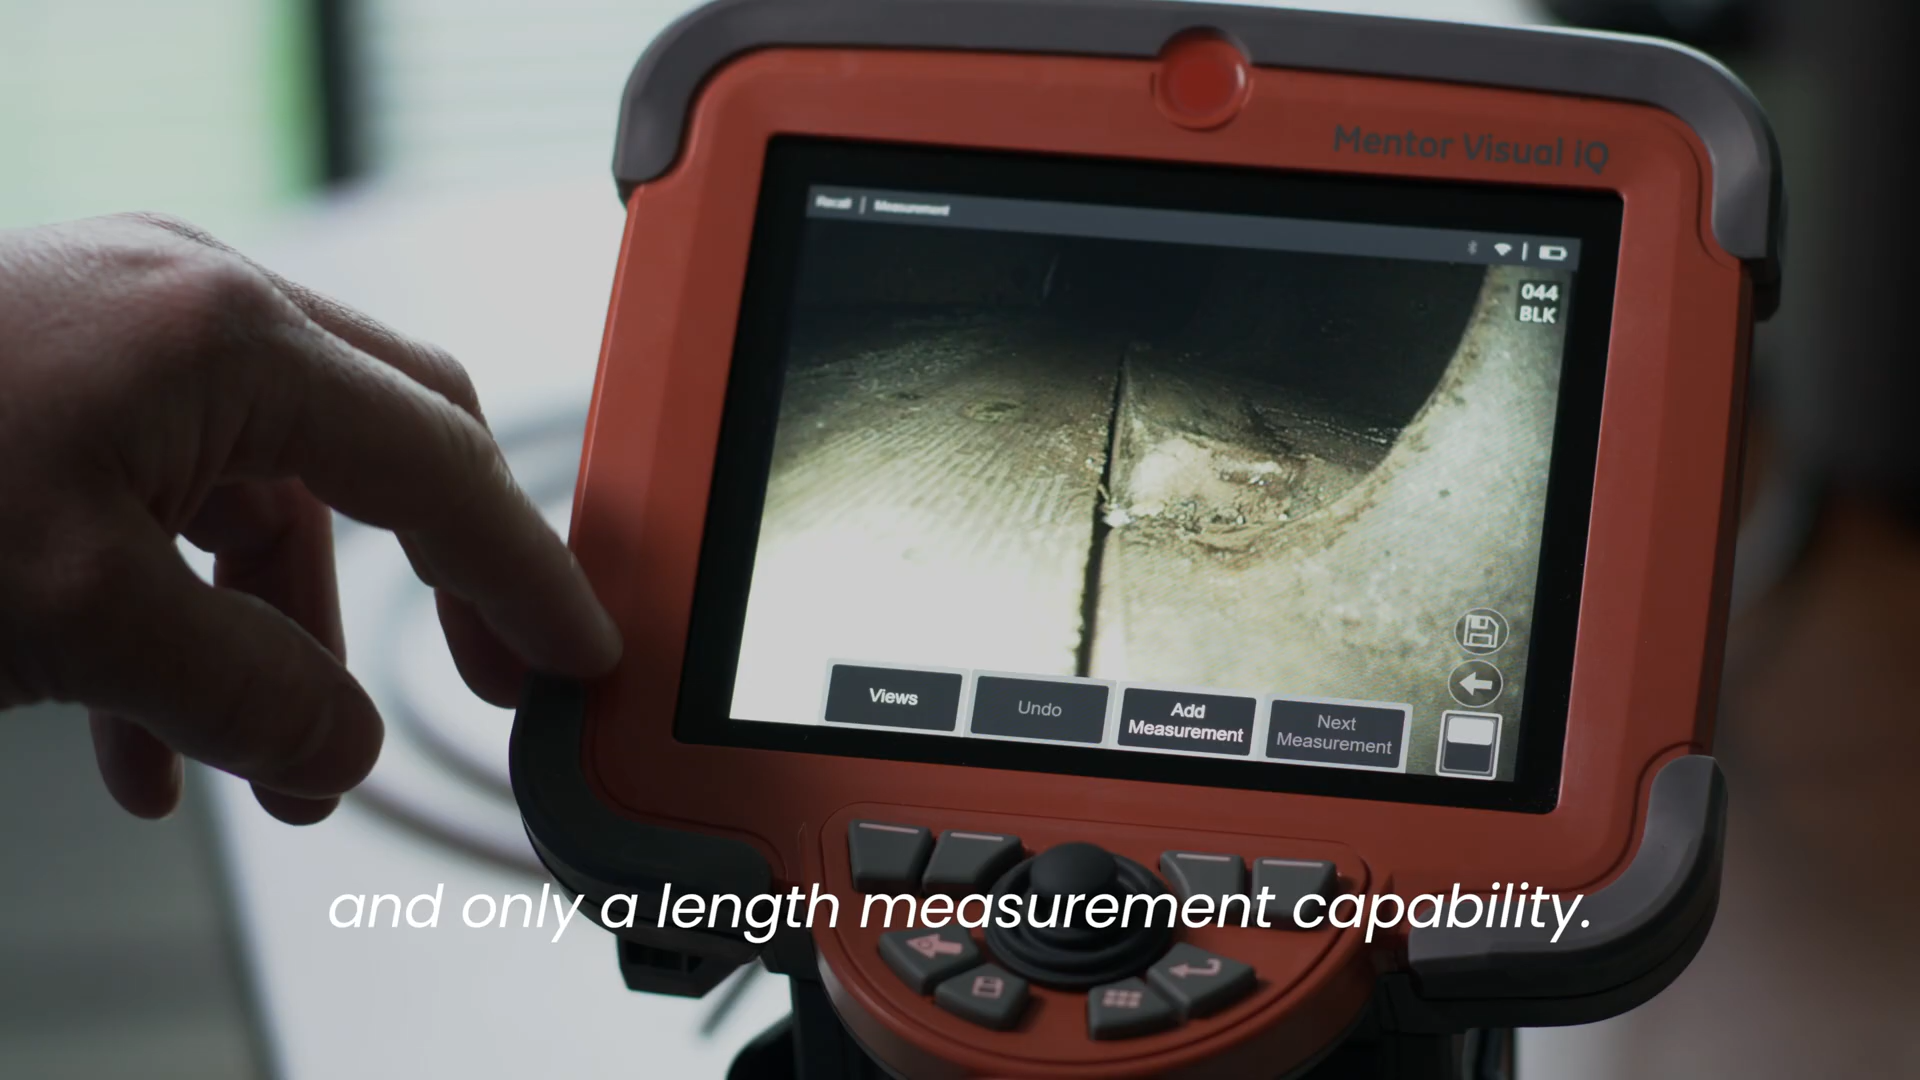 Mentor Visual iQ
Recall | Measurement
044
BLK
Views
Undo
Add
Measurement
Next
Measurement
and only a length measurement capability.